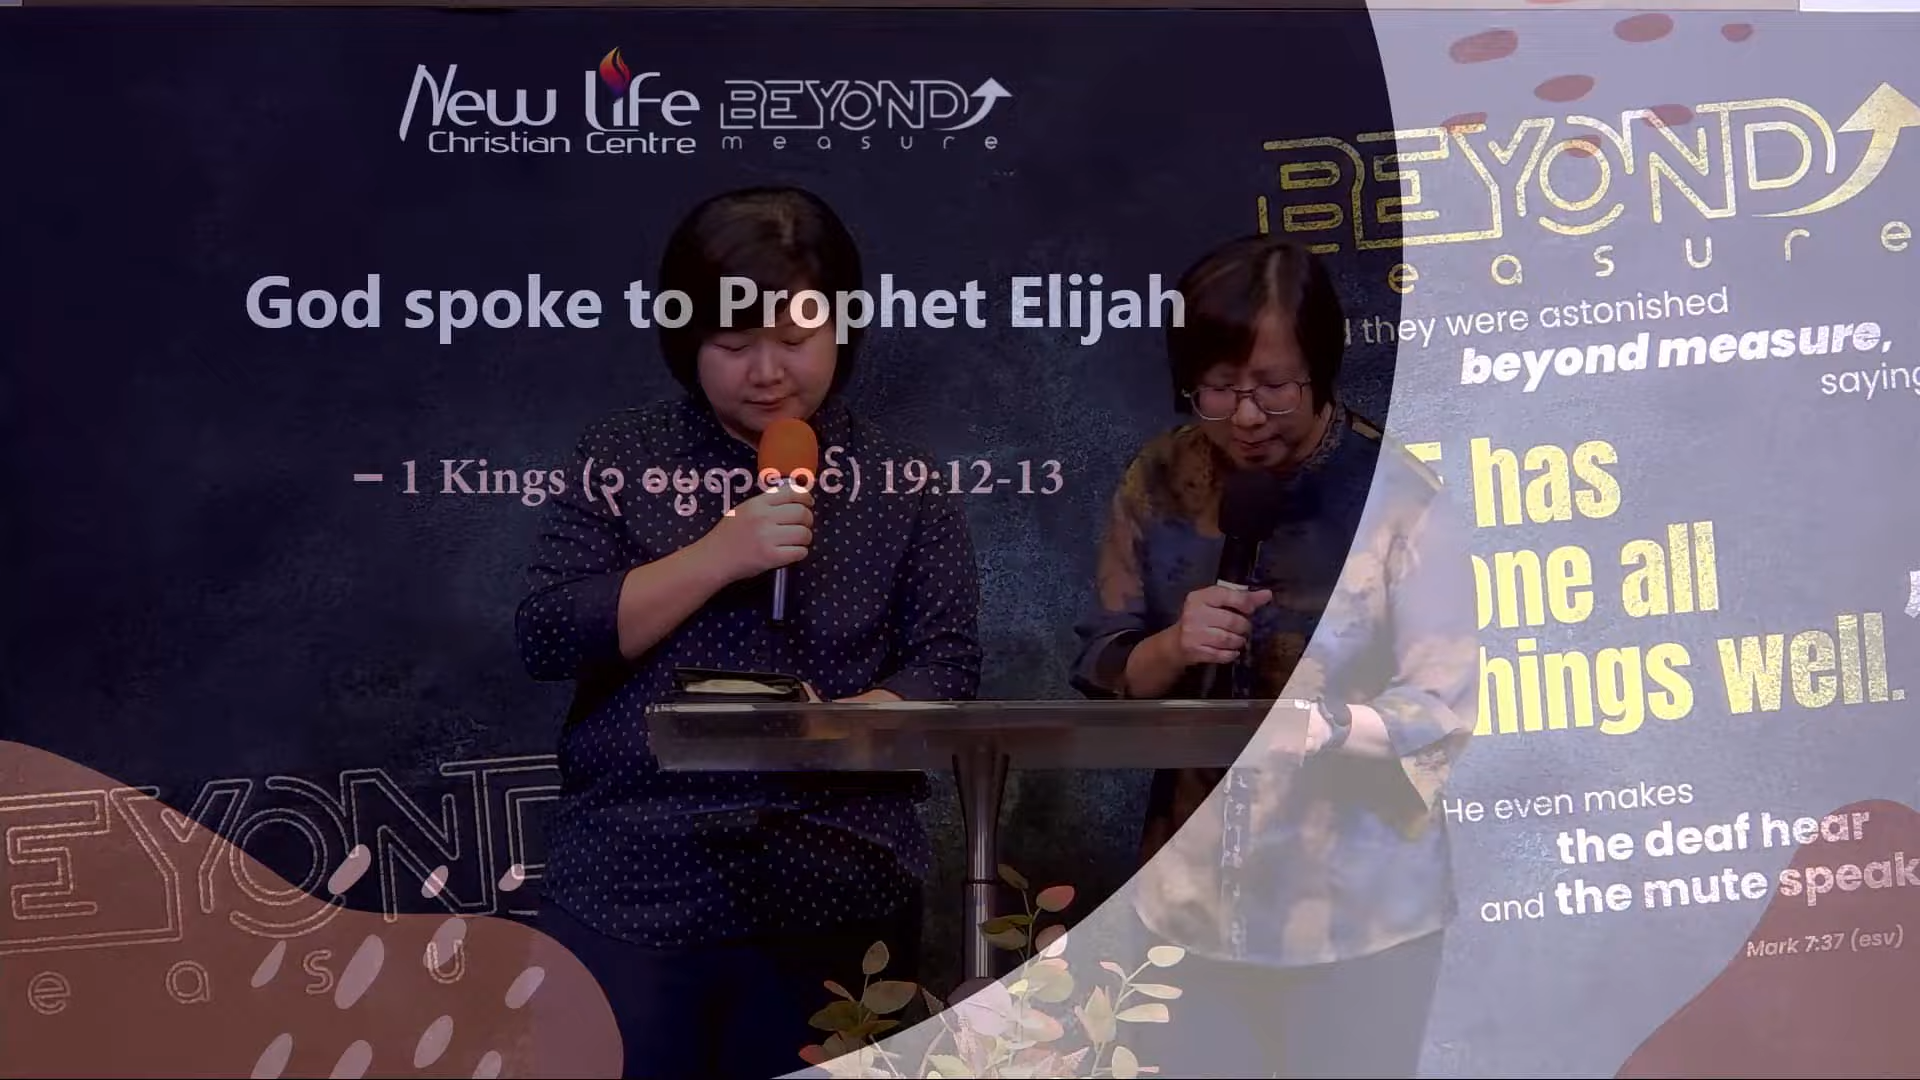 New Life
Christian Centre
BEYOND
measure
God spoke to Prophet Elijah
– 1 Kings (၃ ဓမ္မရာဇဝင်) 19:12-13
BEYOND
easure
they were astonished
beyond measure,
saying
has
one all
hings well.
He even makes
the deaf hear
and the mute speak
Mark 7:37 (esv)
EYOND
e a s u